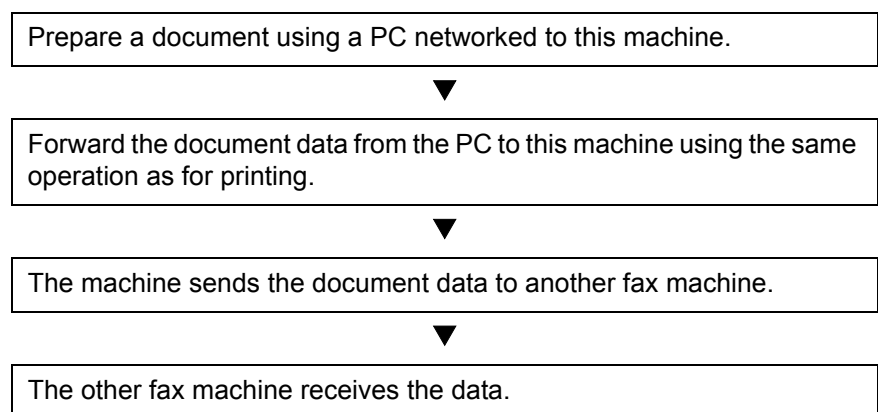 Prepare a document using a PC networked to this machine.
Forward the document data from the PC to this machine using the same
operation as for printing.
The machine sends the document data to another fax machine.
The other fax machine receives the data.